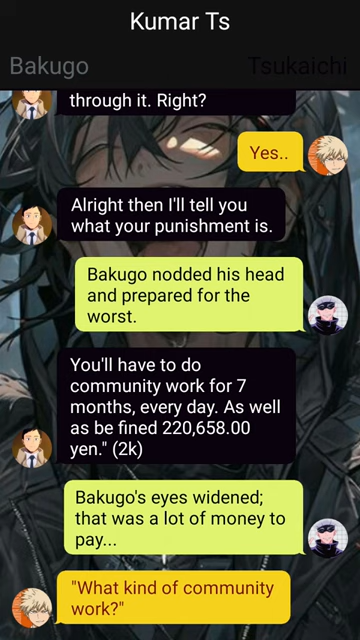 Kumar Ts
Bakugo
Tsukaichi
through it. Right?
Yes..
Alright then I'll tell you
what your punishment is.
Bakugo nodded his head
and prepared for the
worst.
You'll have to do
community work for 7
months, every day. As well
as be fined 220,658.00
yen." (2k)
Bakugo's eyes widened;
that was a lot of money to
pay...
"What kind of community
work?"